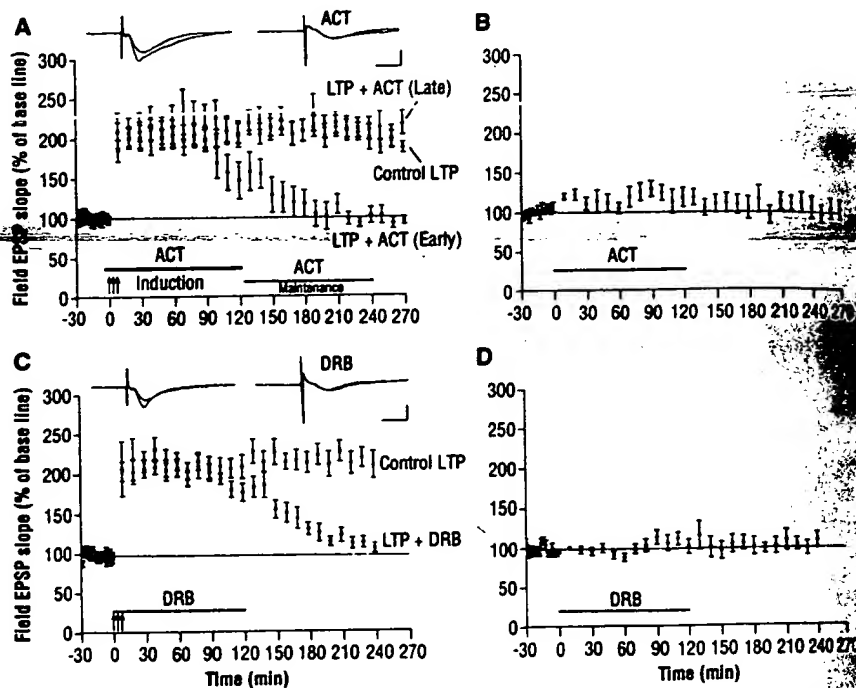 A
ACT
Field EPSP slope (% of base line)
300
250
200
150
100
50
0
LTP + ACT (Late)
Control LTP
LTP + ACT (Early)
ACT
ACT
Induction
Maintenance
-30 0 30 60 90 120 150 180 210 240 270
B
300
250
200
150
100
50
0
ACT
-30 0 30 60 90 120 150 180 210 240 270
C
DRB
Field EPSP slope (% of base line)
300
250
200
150
100
50
0
Control LTP
LTP + DRB
DRB
-30 0 30 60 90 120 150 180 210 240 270
Time (min)
D
300
250
200
150
100
50
0
DRB
-30 0 30 60 90 120 150 180 210 240 270
Time (min)